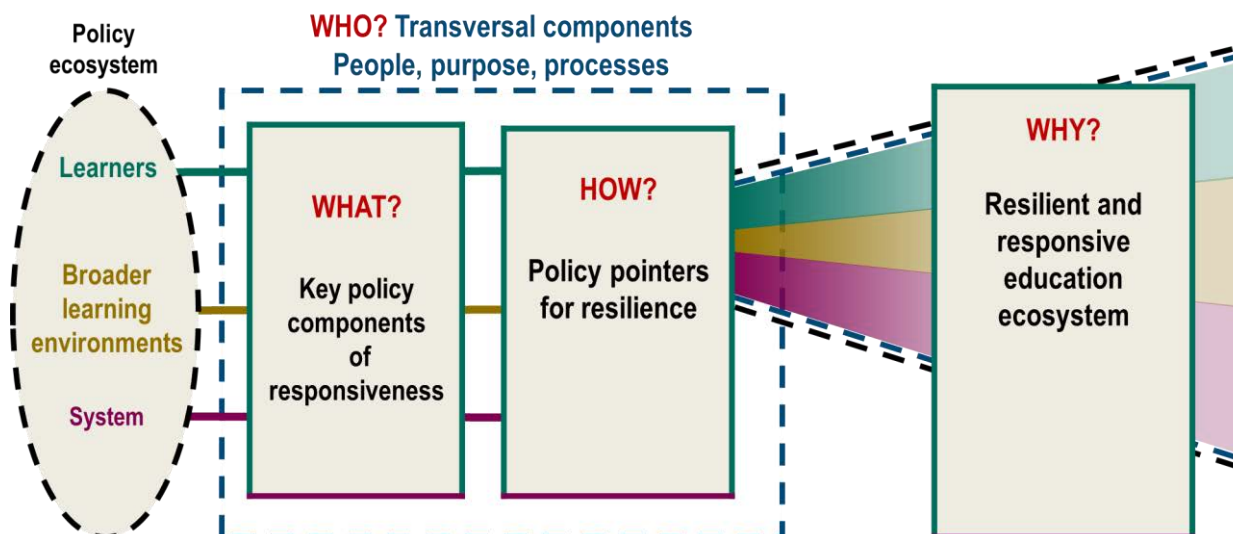 Policy
ecosystem
Learners
Broader
learning
environments
System
WHO? Transversal components
People, purpose, processes
WHAT?
Key policy
components
of
responsiveness
HOW?
Policy pointers
for resilience
WHY?
Resilient and
responsive
education
ecosystem